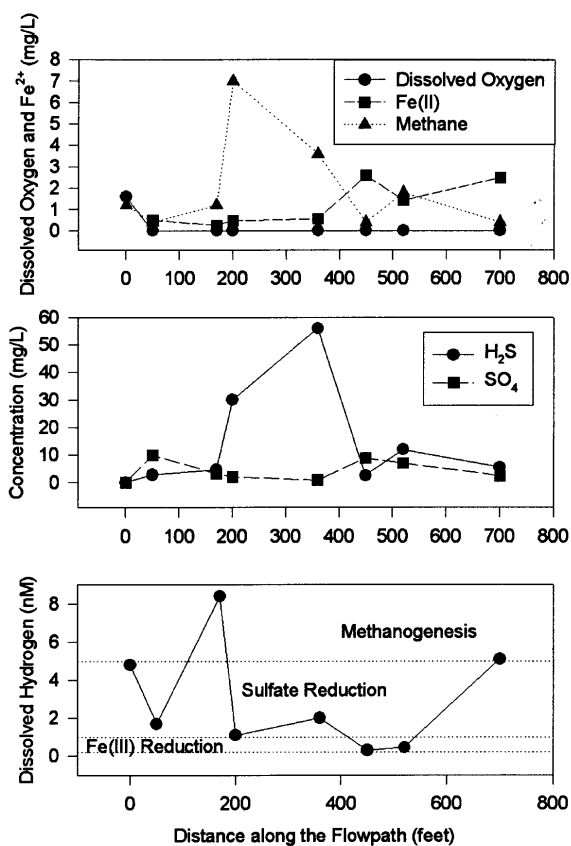 Dissolved Oxygen and Fe²⁺ (mg/L)
8
7
6
5
4
3
2
1
0
Dissolved Oxygen
Fe(II)
Methane
0 100 200 300 400 500 600 700 800
Concentration (mg/L)
60
50
40
30
20
10
0
H₂S
SO₄
0 100 200 300 400 500 600 700 800
Dissolved Hydrogen (nM)
8
6
4
2
0
Methanogenesis
Sulfate Reduction
Fe(III) Reduction
0 200 400 600 800
Distance along the Flowpath (feet)